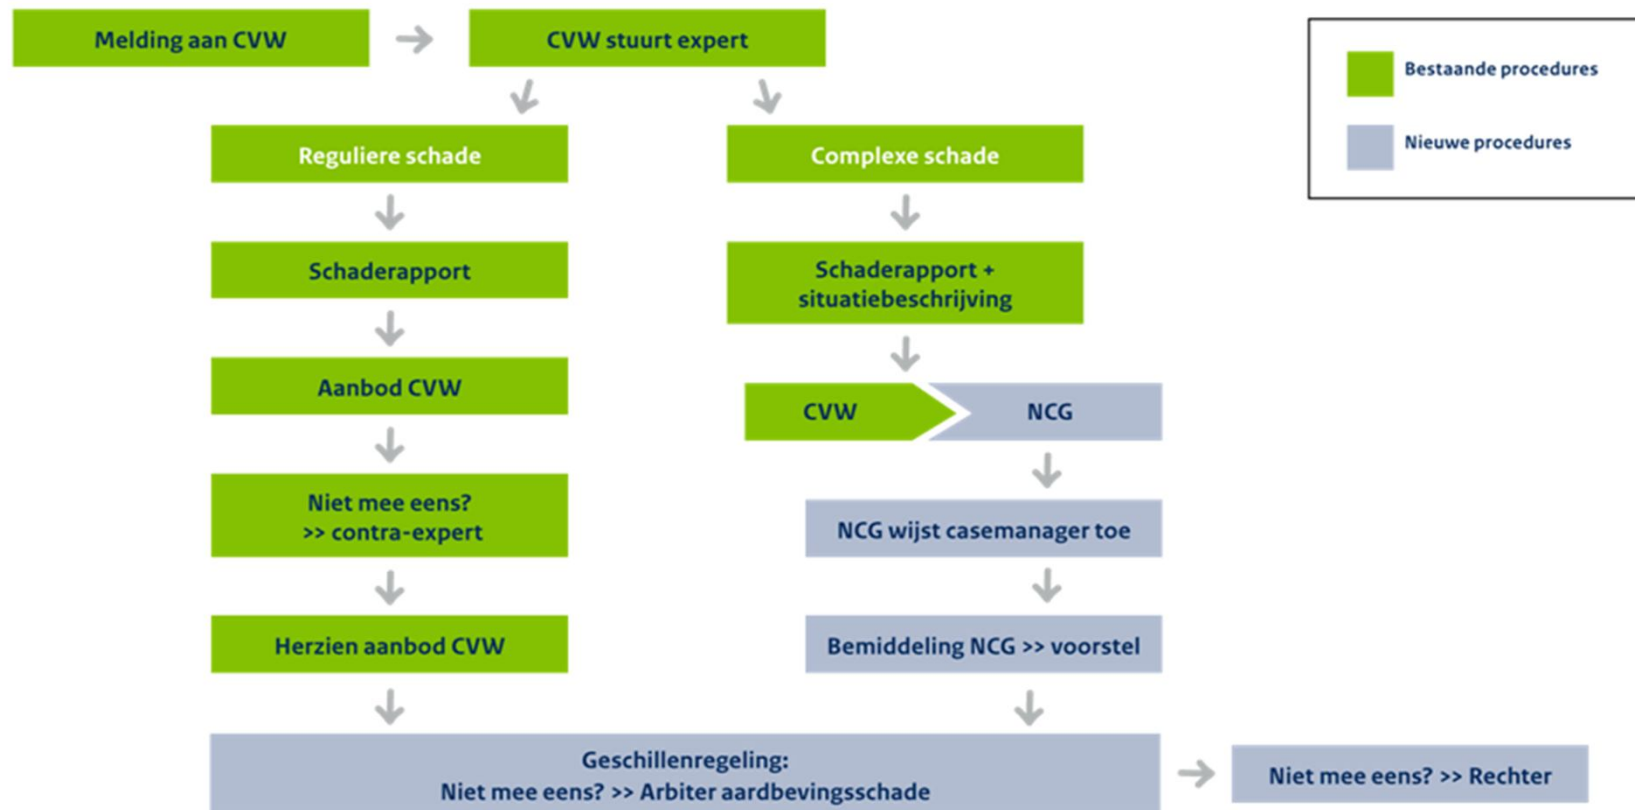 Melding aan CVW
CVW stuurt expert
Bestaande procedures
Nieuwe procedures
Reguliere schade
Complexe schade
Schaderapport
Schaderapport +
situatiebeschrijving
Aanbod CVW
CVW
NCG
Niet mee eens?
>> contra-expert
NCG wijst casemanager toe
Herzien aanbod CVW
Bemiddeling NCG >> voorstel
Geschillenregeling:
Niet mee eens? >> Arbiter aardbevingsschade
Niet mee eens? >> Rechter